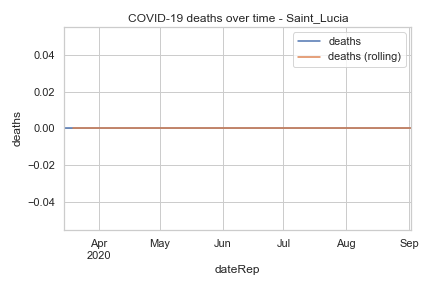 COVID-19 deaths over time - Saint_Lucia
deaths
deaths (rolling)
deaths
0.04
0.02
0.00
−0.02
−0.04
Apr
2020
May
Jun
Jul
Aug
Sep
dateRep